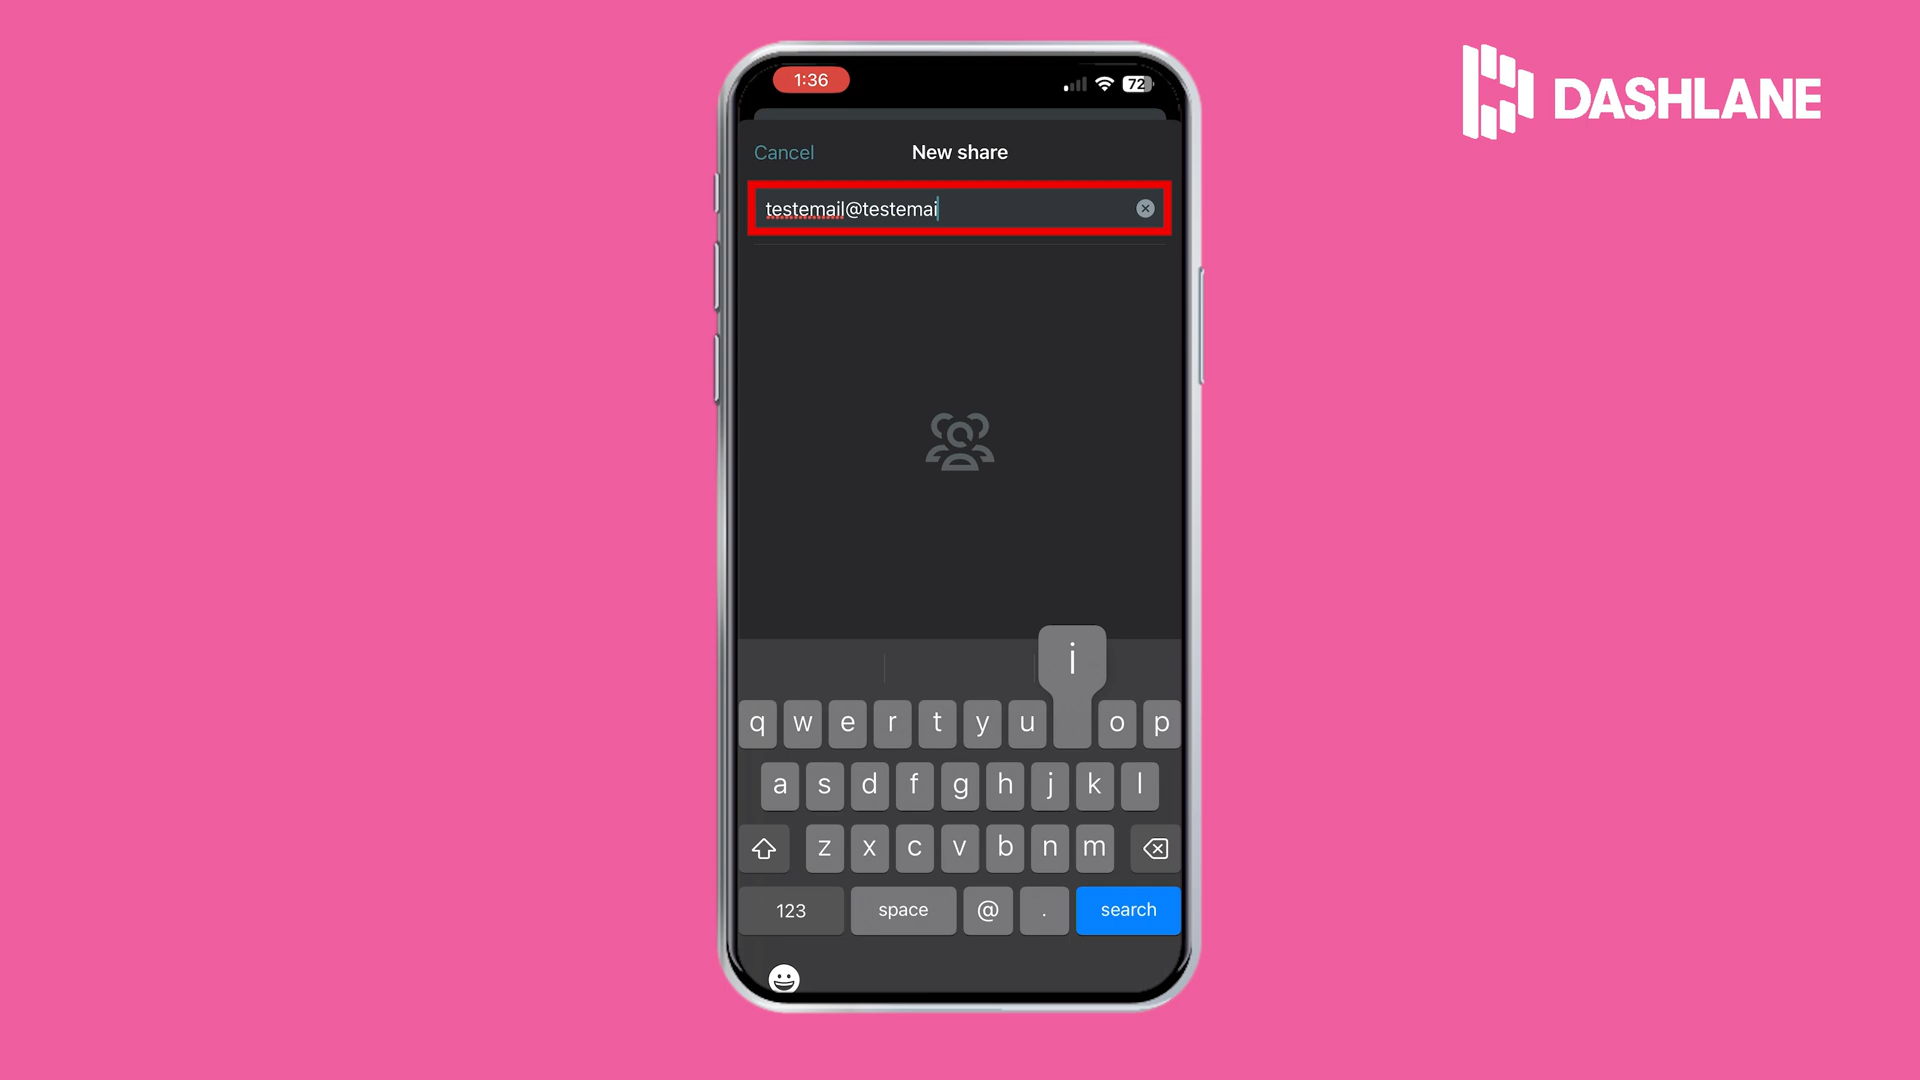 1:36
72
DASHLANE
Cancel
New share
testemail@testemai
i
q w e r t y u o p
a s d f g h j k l
z x c v b n m
123 space @ . search